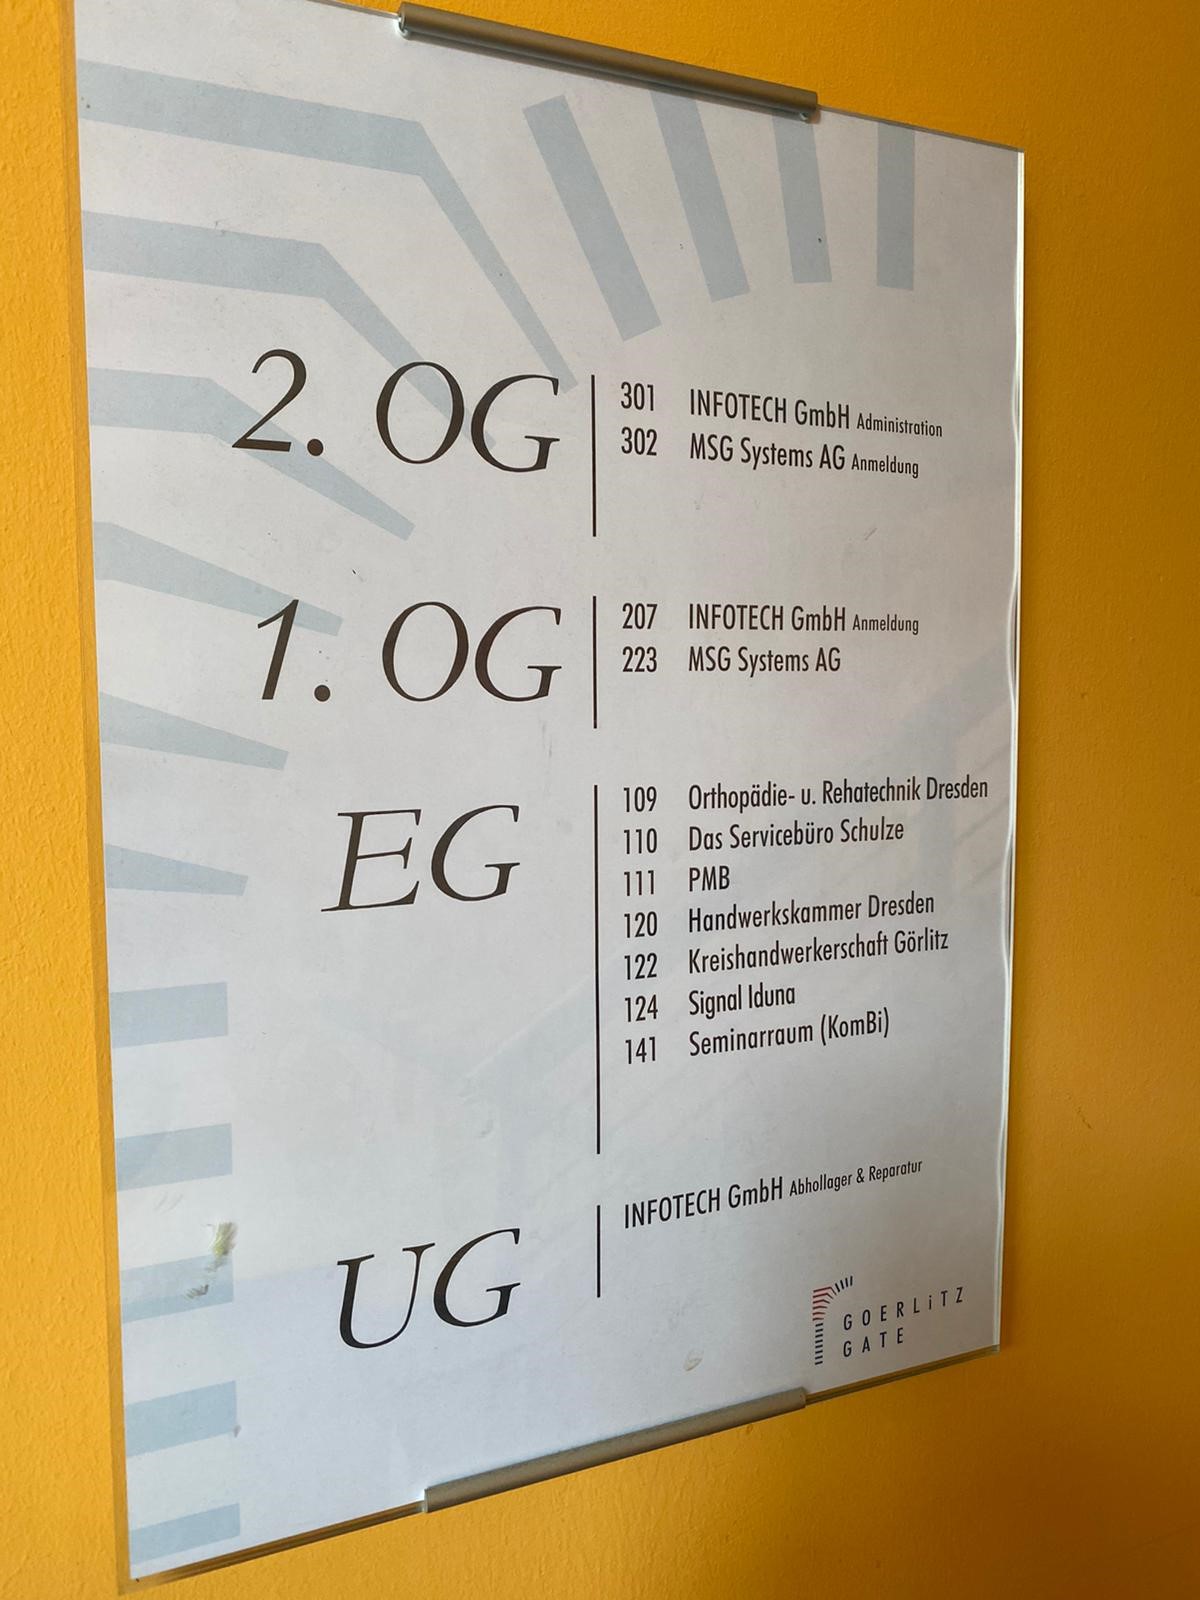 2. OG
301 INFOTECH GmbH Administration
302 MSG Systems AG Anmeldung
1. OG
207 INFOTECH GmbH Anmeldung
223 MSG Systems AG
EG
109 Orthopädie- u. Rehatechnik Dresden
110 Das Servicebüro Schulze
111 PMB
120 Handwerkskammer Dresden
122 Kreishandwerkerschaft Görlitz
124 Signal Iduna
141 Seminarraum (KomBi)
UG
INFOTECH GmbH Abhollager & Reparatur
GOERLiTZ
GATE